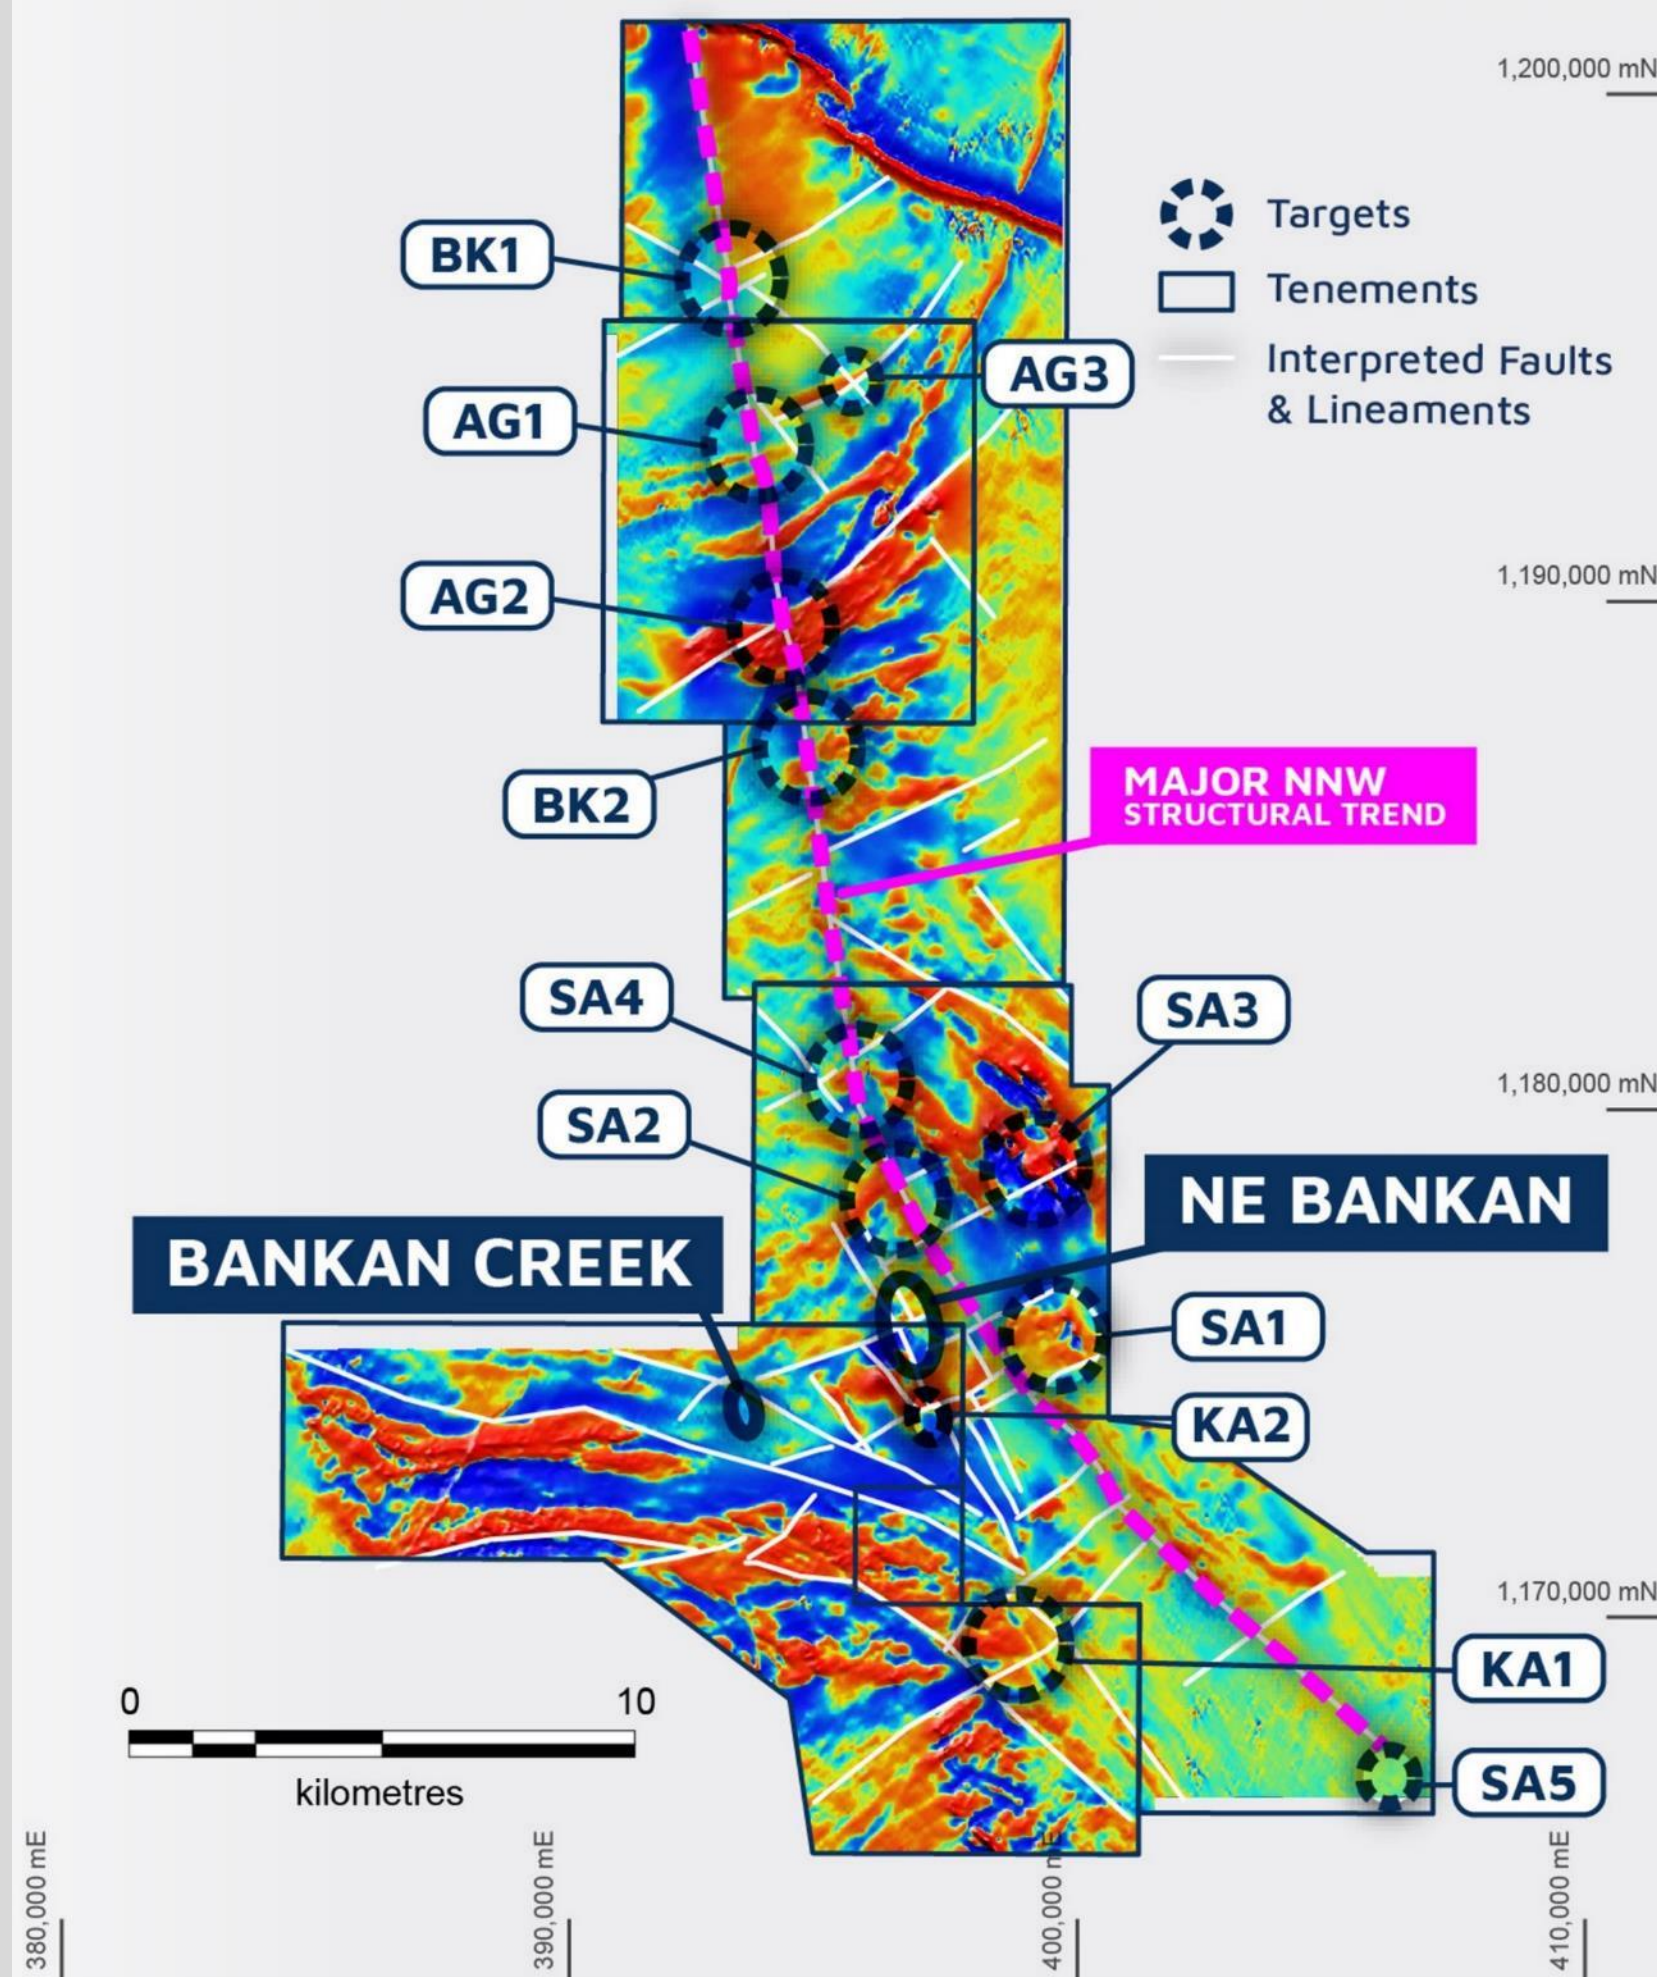 1,200,000 mN
Targets
BK1
Tenements
Interpreted Faults
& Lineaments
AG3
AG1
1,190,000 mN
AG2
MAJOR NNW
STRUCTURAL TREND
BK2
SA4
SA3
1,180,000 mN
SA2
NE BANKAN
BANKAN CREEK
SA1
KA2
1,170,000 mN
KA1
0 10
kilometres
SA5
380,000 mE
390,000 mE
400,000 mE
410,000 mE